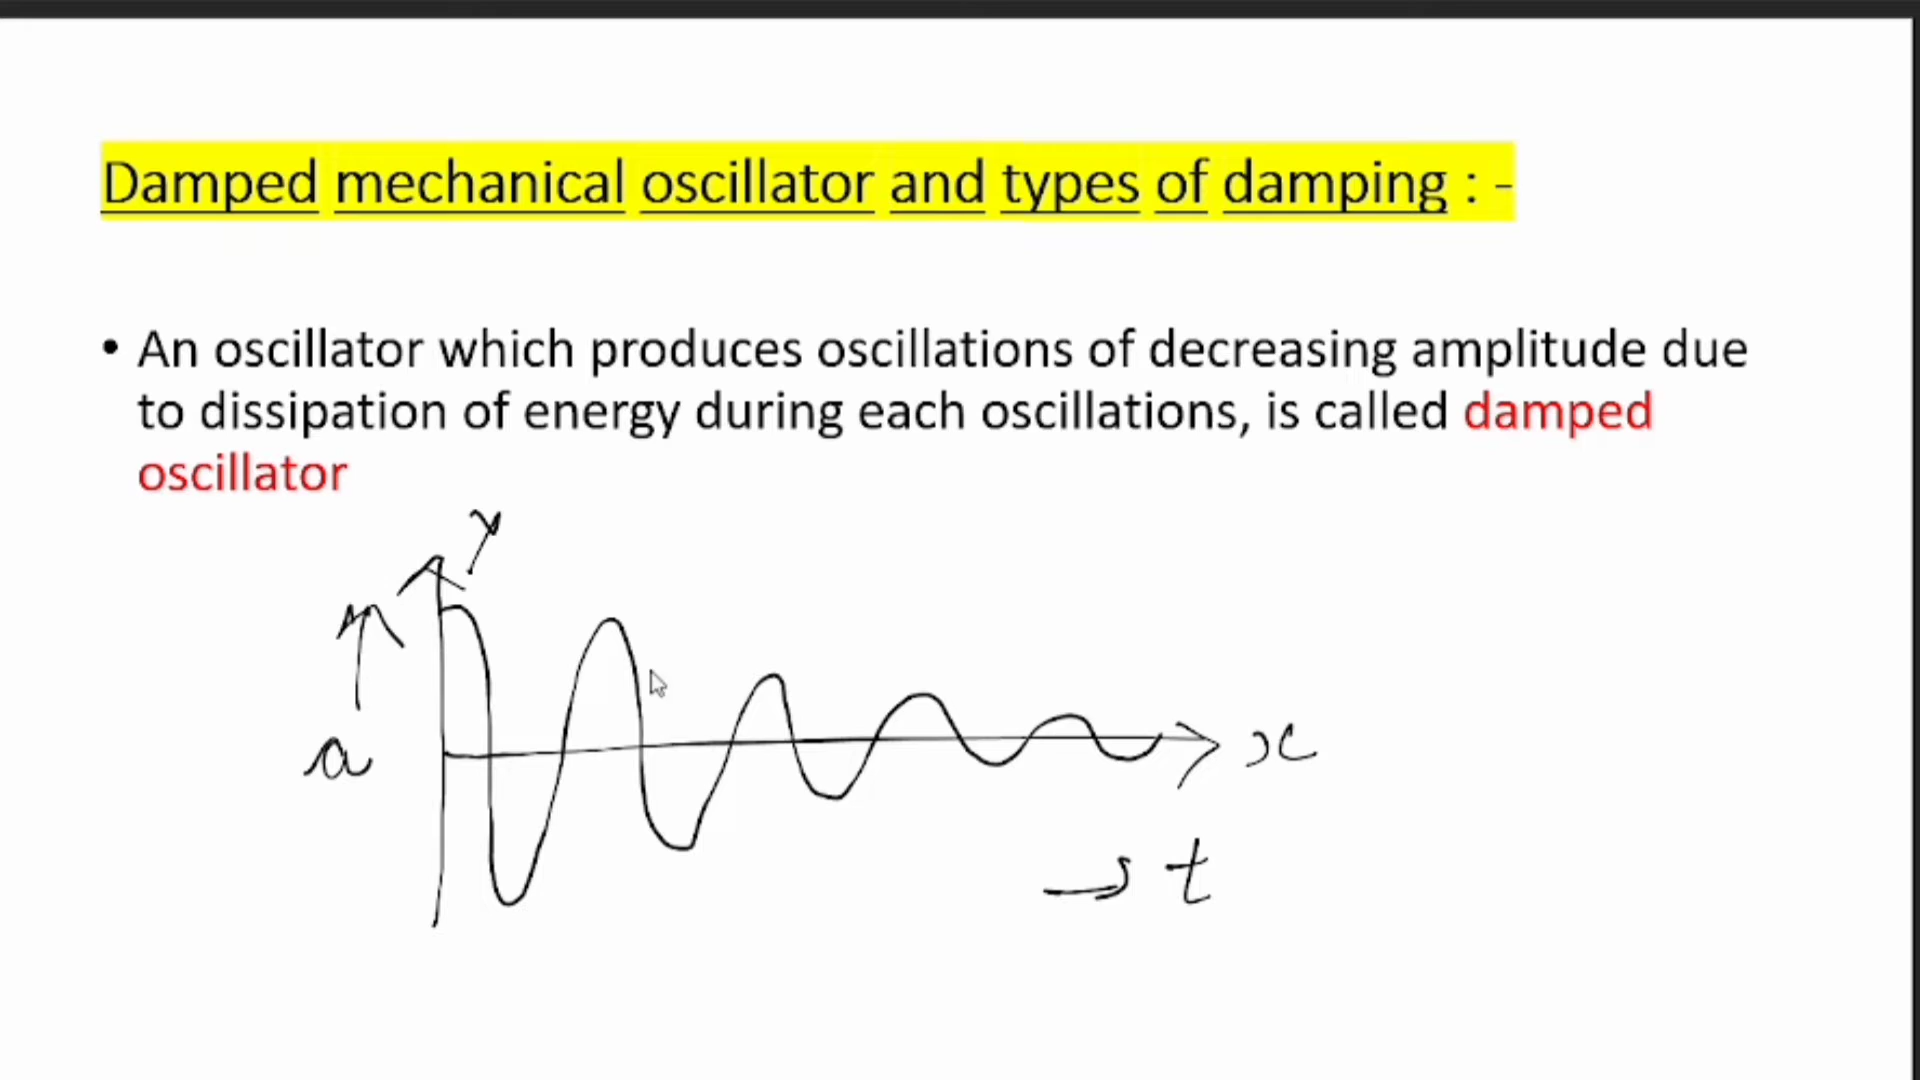 Damped mechanical oscillator and types of damping : -
• An oscillator which produces oscillations of decreasing amplitude due
to dissipation of energy during each oscillations, is called damped
oscillator
Y
a
x
t